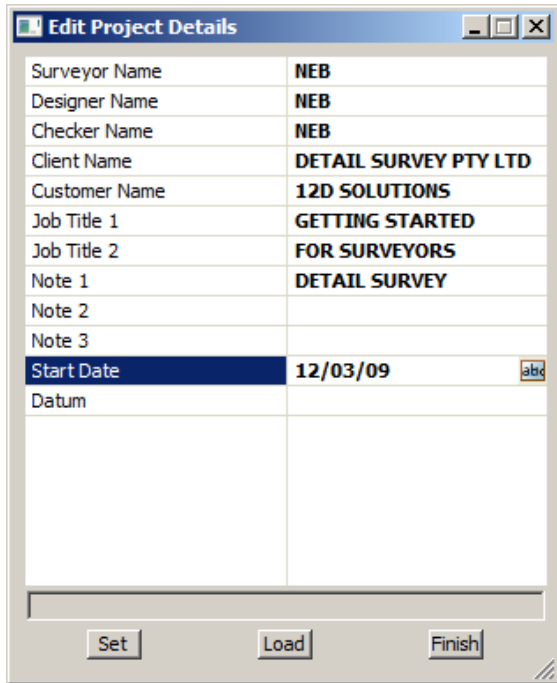 Edit Project Details
Surveyor Name NEB
Designer Name NEB
Checker Name NEB
Client Name DETAIL SURVEY PTY LTD
Customer Name 12D SOLUTIONS
Job Title 1 GETTING STARTED
Job Title 2 FOR SURVEYORS
Note 1 DETAIL SURVEY
Note 2
Note 3
Start Date 12/03/09 abc
Datum
Set Load Finish